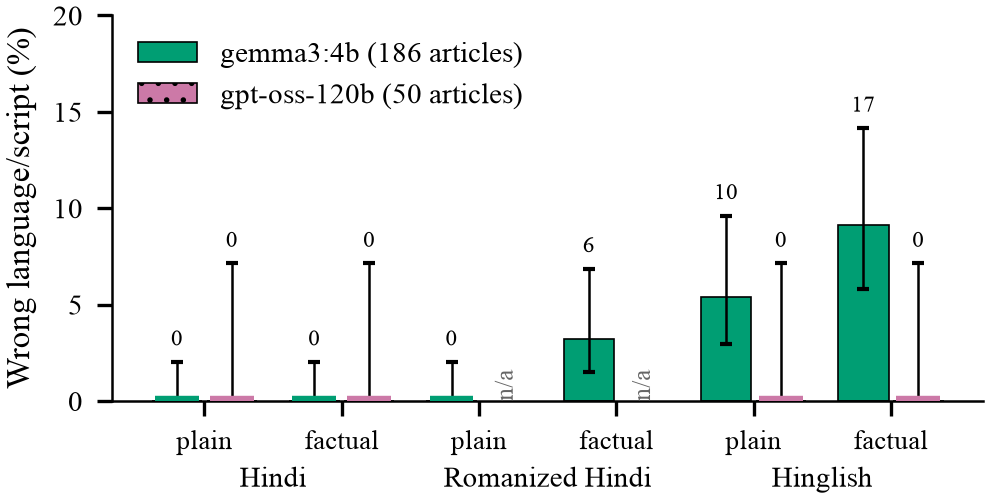 Wrong language/script (%)
20
15
10
5
0
gemma3:4b (186 articles)
gpt-oss-120b (50 articles)
0
0
0
0
0
n/a
6
n/a
10
0
17
0
plain
factual
plain
factual
plain
factual
Hindi
Romanized Hindi
Hinglish